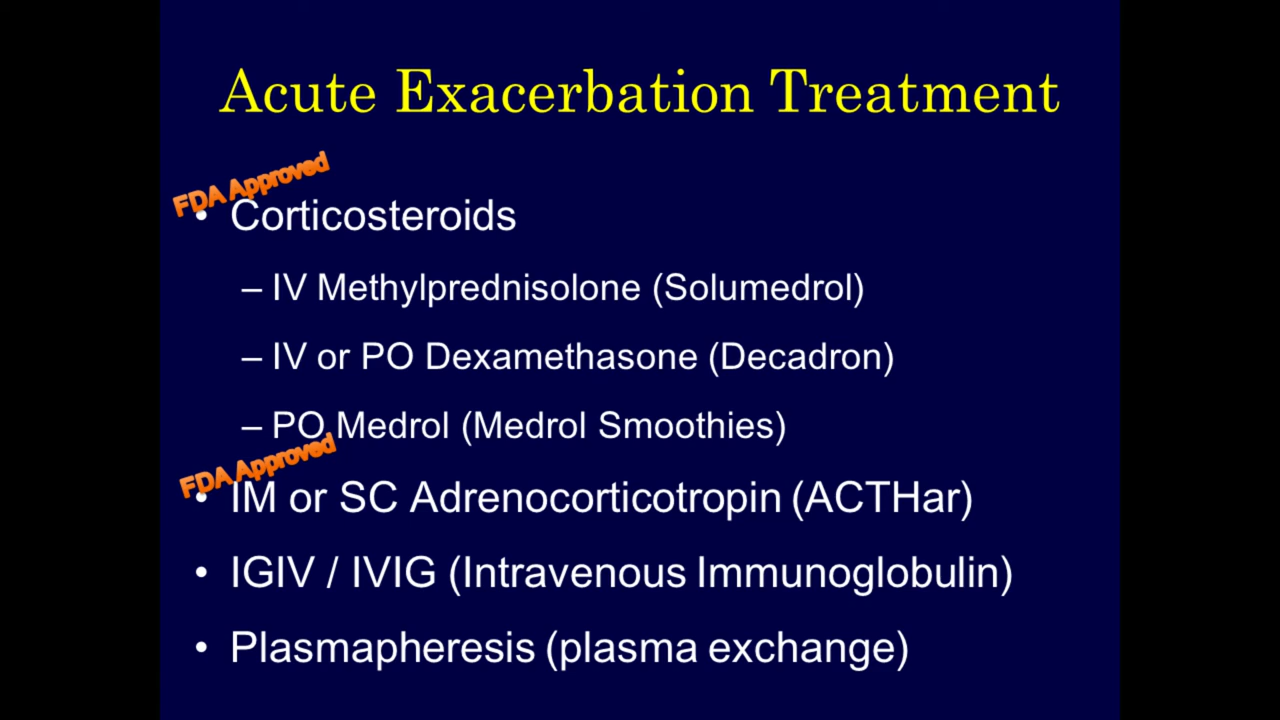 Acute Exacerbation Treatment
FDA Approved
• Corticosteroids
– IV Methylprednisolone (Solumedrol)
– IV or PO Dexamethasone (Decadron)
– PO Medrol (Medrol Smoothies)
FDA Approved
• IM or SC Adrenocorticotropin (ACTHar)
• IGIV / IVIG (Intravenous Immunoglobulin)
• Plasmapheresis (plasma exchange)